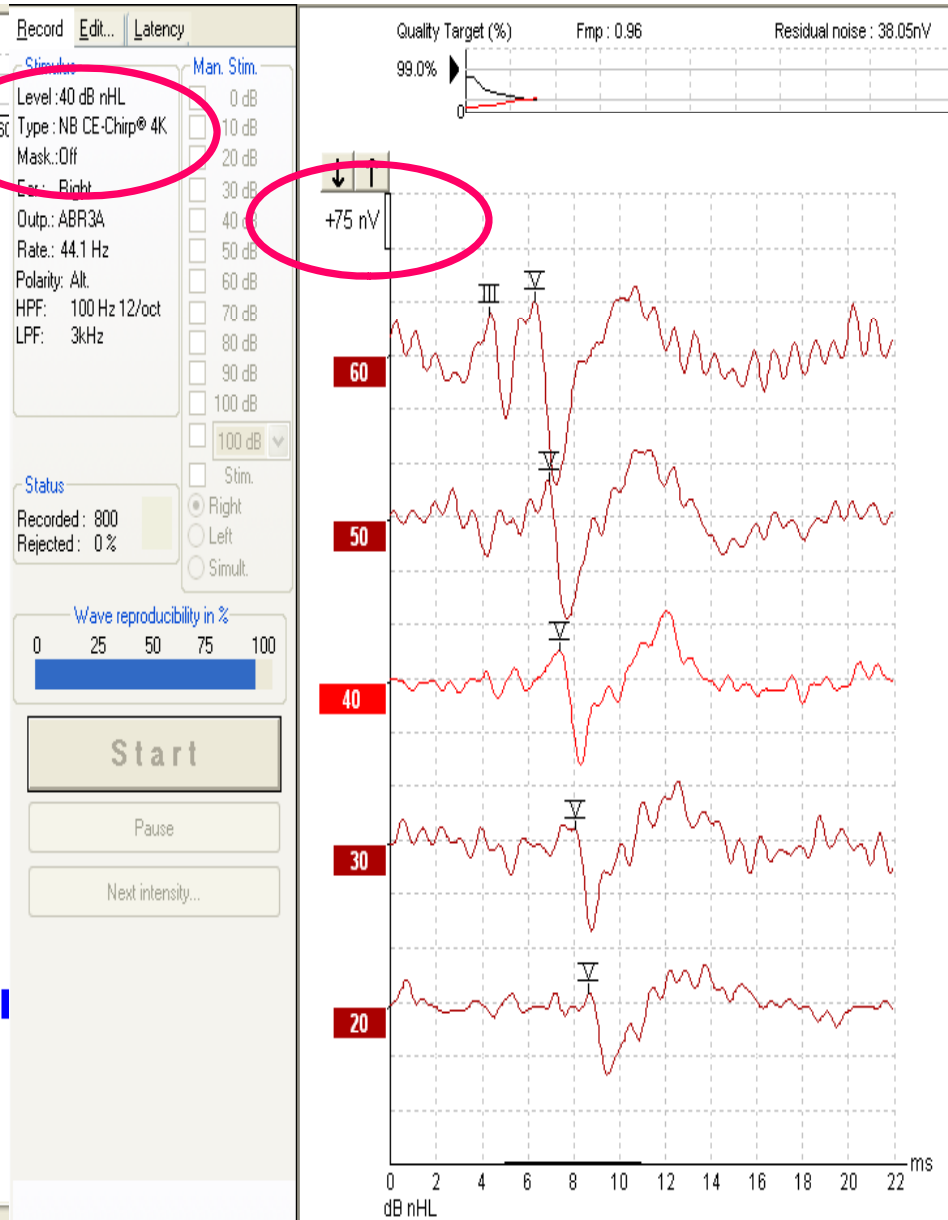 Record Edit... Latency
Stimulus
Level :40 dB nHL
Type : NB CE-Chirp® 4K
Mask.:Off
Ear.: Right
Outp.: ABR3A
Rate.: 44.1 Hz
Polarity: Alt.
HPF: 100 Hz 12/oct
LPF: 3kHz
Man. Stim.
0 dB
10 dB
20 dB
30 dB
40 dB
50 dB
60 dB
70 dB
80 dB
90 dB
100 dB
100 dB
Stim.
Right
Left
Simult.
Status
Recorded : 800
Rejected : 0 %
Wave reproducibility in %
0 25 50 75 100
Start
Pause
Next intensity...
Quality Target (%) Fmp : 0.96 Residual noise : 38.05nV
99.0%
0
↓ ↑
+75 nV
III V
60
V
50
V
40
V
30
V
20
0 2 4 6 8 10 12 14 16 18 20 22 ms
dB nHL